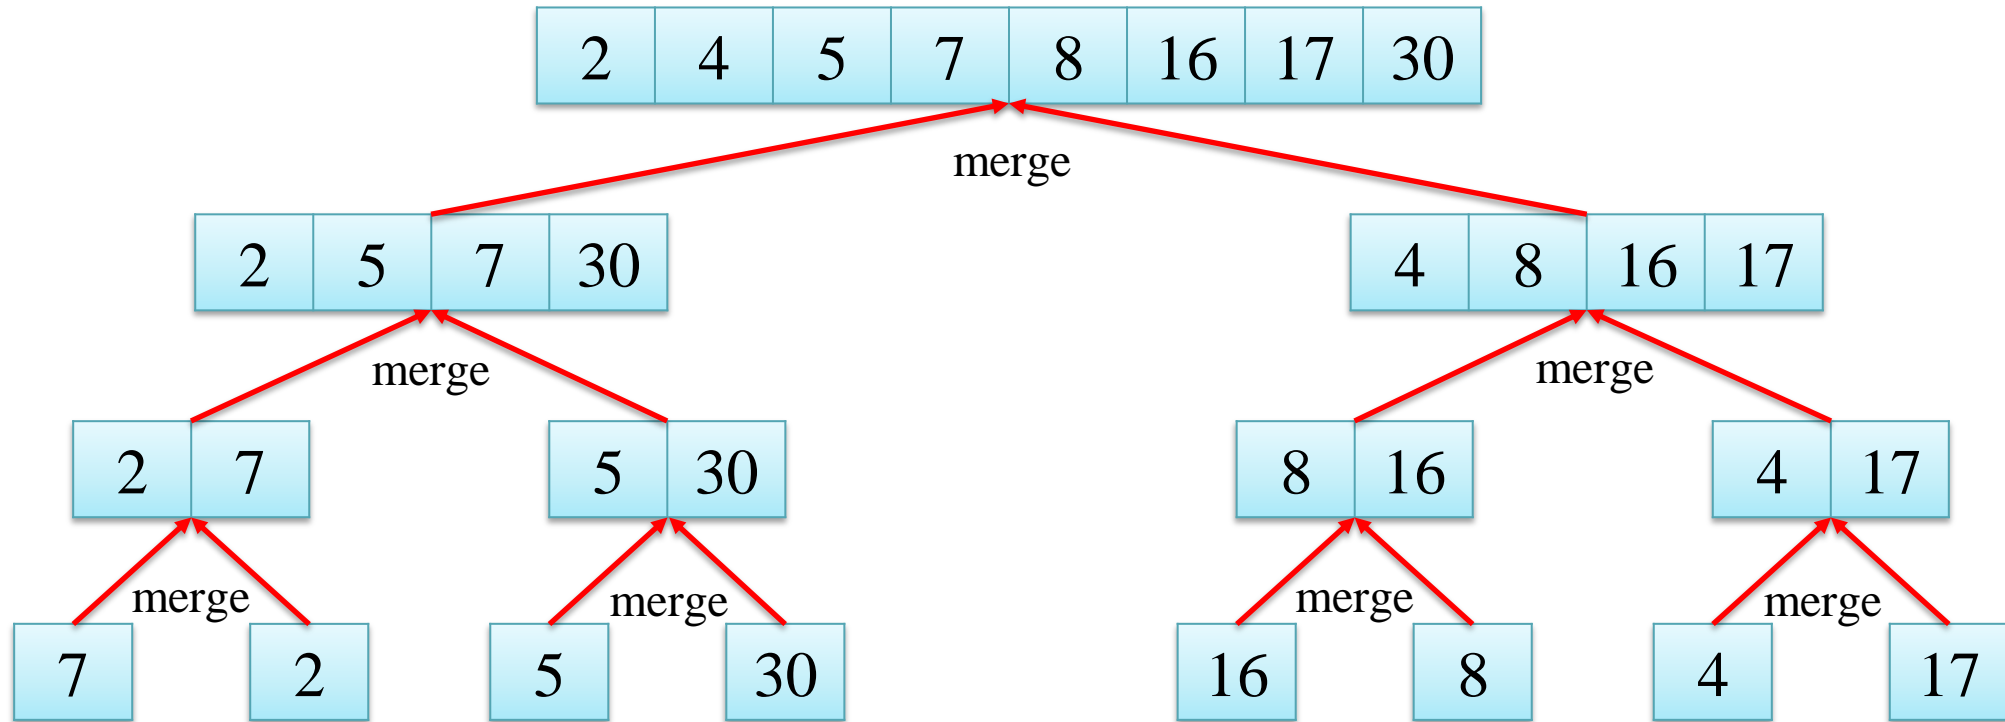 2 4 5 7 8 16 17 30
merge
2 5 7 30 4 8 16 17
merge merge
2 7 5 30 8 16 4 17
merge merge merge merge
7 2 5 30 16 8 4 17